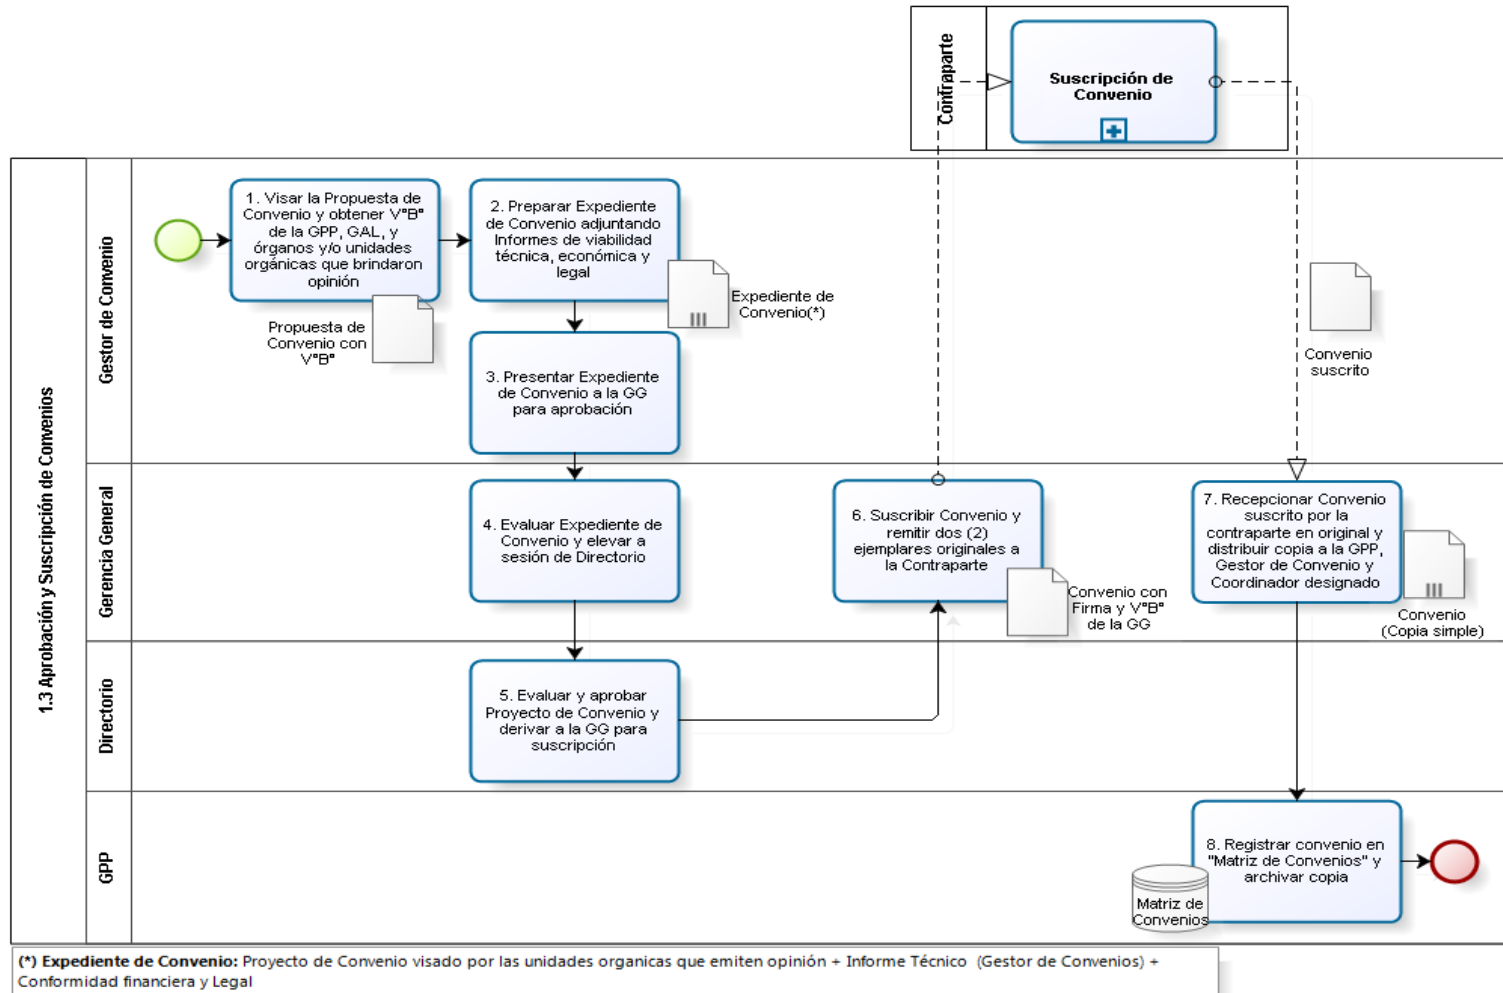 Contraparte
Suscripción de
Convenio
1.3 Aprobación y Suscripción de Convenios
Gestor de Convenio
1. Visar la Propuesta de
Convenio y obtener V°B°
de la GPP, GAL, y
órganos y/o unidades
orgánicas que brindaron
opinión
Propuesta de
Convenio con
V°B°
2. Preparar Expediente
de Convenio adjuntando
Informes de viabilidad
técnica, económica y
legal
Expediente de
Convenio(*)
3. Presentar Expediente
de Convenio a la GG
para aprobación
Convenio
suscrito
Gerencia General
4. Evaluar Expediente de
Convenio y elevar a
sesión de Directorio
6. Suscribir Convenio y
remitir dos (2)
ejemplares originales a
la Contraparte
Convenio con
Firma y V°B°
de la GG
7. Recepcionar Convenio
suscrito por la
contraparte en original y
distribuir copia a la GPP,
Gestor de Convenio y
Coordinador designado
Convenio
(Copia simple)
Directorio
5. Evaluar y aprobar
Proyecto de Convenio y
derivar a la GG para
suscripción
GPP
8. Registrar convenio en
"Matriz de Convenios" y
archivar copia
Matriz de
Convenios
(*) Expediente de Convenio: Proyecto de Convenio visado por las unidades organicas que emiten opinión + Informe Técnico (Gestor de Convenios) +
Conformidad financiera y Legal